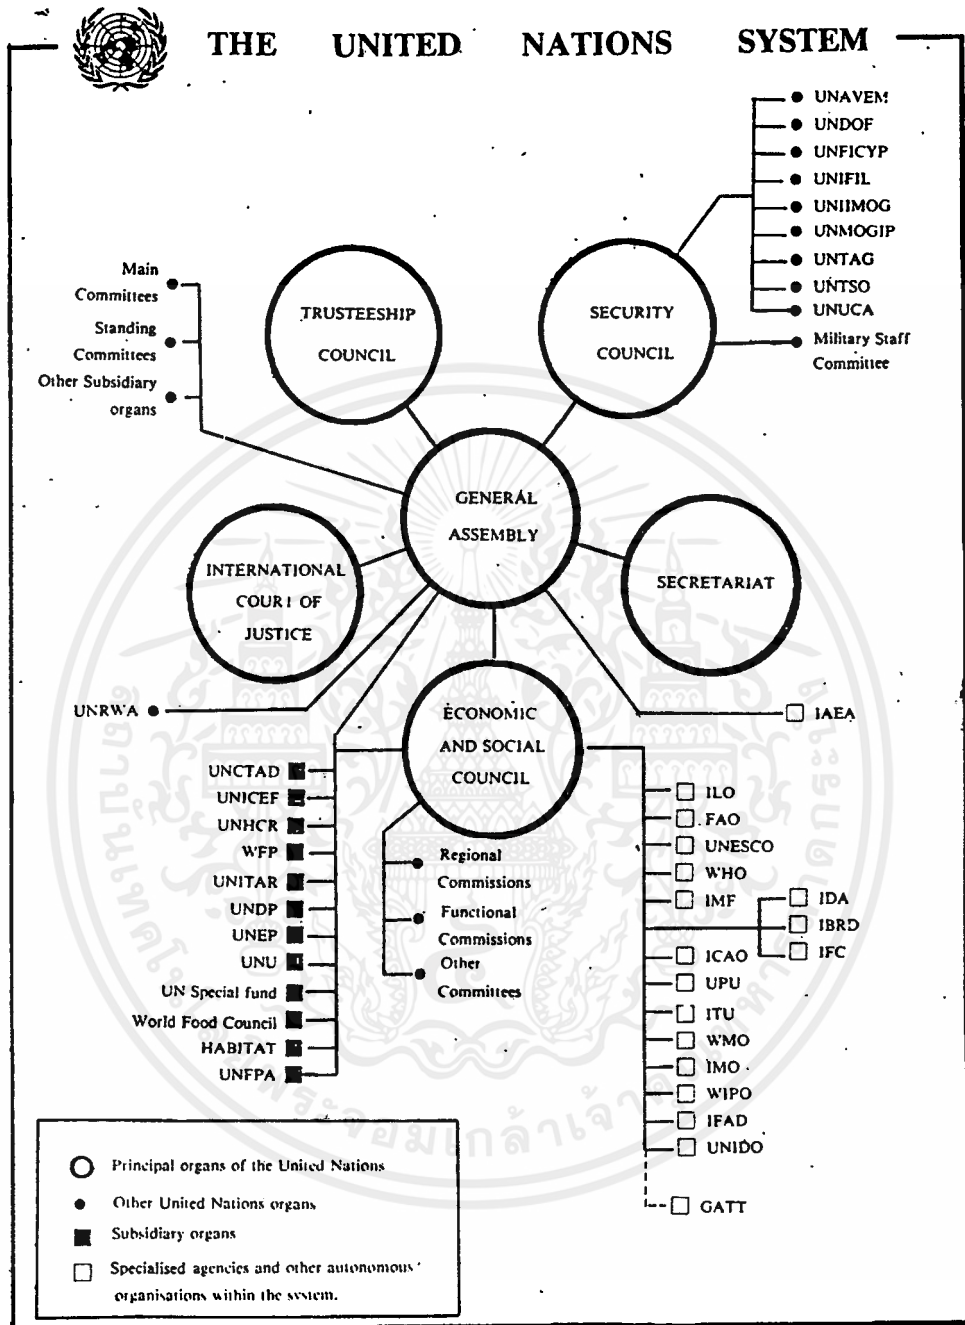 THE UNITED NATIONS SYSTEM
UNAVEM
UNDOF
UNFICYP
UNIFIL
UNIIMOG
UNMOGIP
UNTAG
UNTSO
UNUCA
Military Staff
Committee
Main
Committees
Standing
Committees
Other Subsidiary
organs
TRUSTEESHIP
COUNCIL
SECURITY
COUNCIL
GENERAL
ASSEMBLY
INTERNATIONAL
COURT OF
JUSTICE
SECRETARIAT
UNRWA
ECONOMIC
AND SOCIAL
COUNCIL
IAEA
UNCTAD
UNICEF
UNHCR
WFP
UNITAR
UNDP
UNEP
UNU
UN Special fund
World Food Council
HABITAT
UNFPA
Regional
Commissions
Functional
Commissions
Other
Committees
ILO
FAO
UNESCO
WHO
IMF
IDA
IBRD
IFC
ICAO
UPU
ITU
WMO
IMO
WIPO
IFAD
UNIDO
GATT
Principal organs of the United Nations
Other United Nations organs
Subsidiary organs
Specialised agencies and other autonomous
organisations within the system.